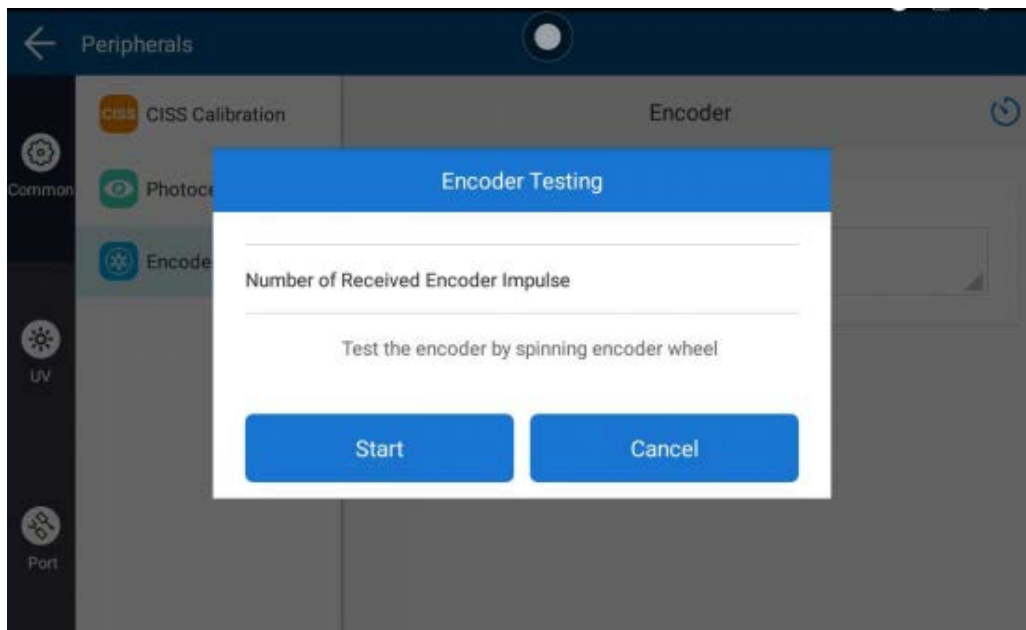 Peripherals
CISS CISS Calibration
Encoder
Common
Photoce
Encoder Testing
Encode
Number of Received Encoder Impulse
Test the encoder by spinning encoder wheel
UV
Start
Cancel
Port